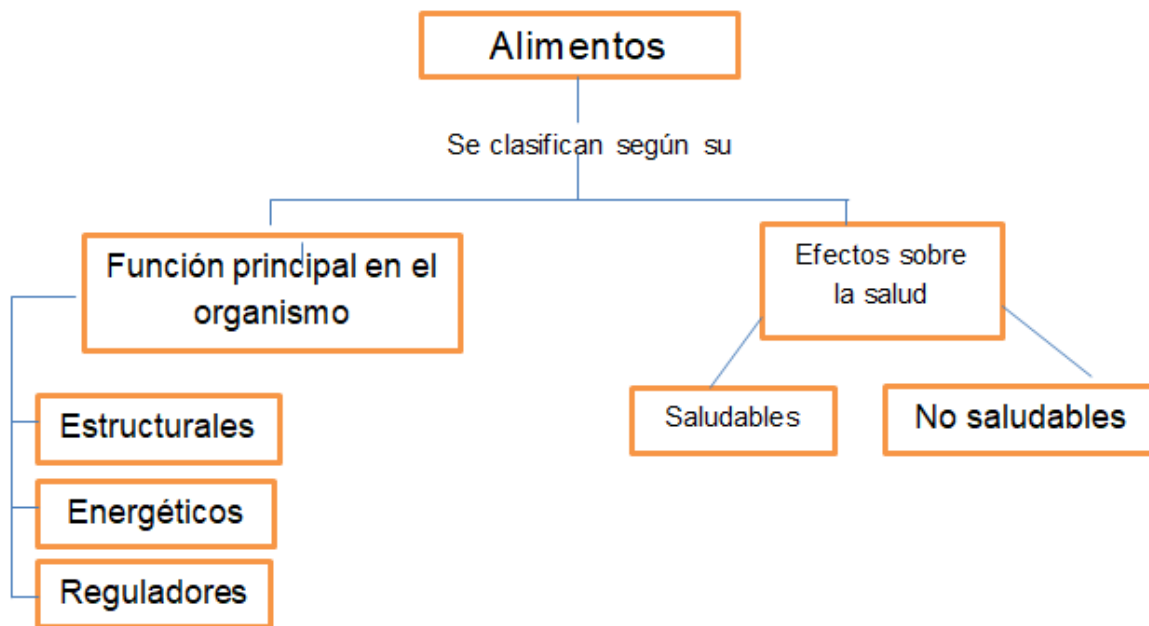 Alimentos
Se clasifican según su
Función principal en el
organismo
Efectos sobre
la salud
Estructurales
Energéticos
Reguladores
Saludables
No saludables